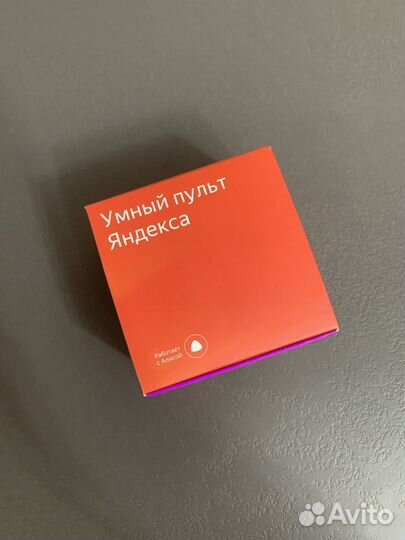 Умный пульт
Яндекса
Работает
с Алисой
Avito